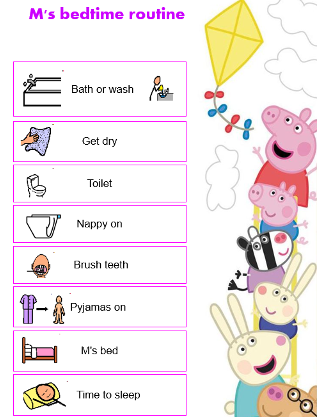 M's bedtime routine
Bath or wash
Get dry
Toilet
Nappy on
Brush teeth
Pyjamas on
M's bed
Time to sleep